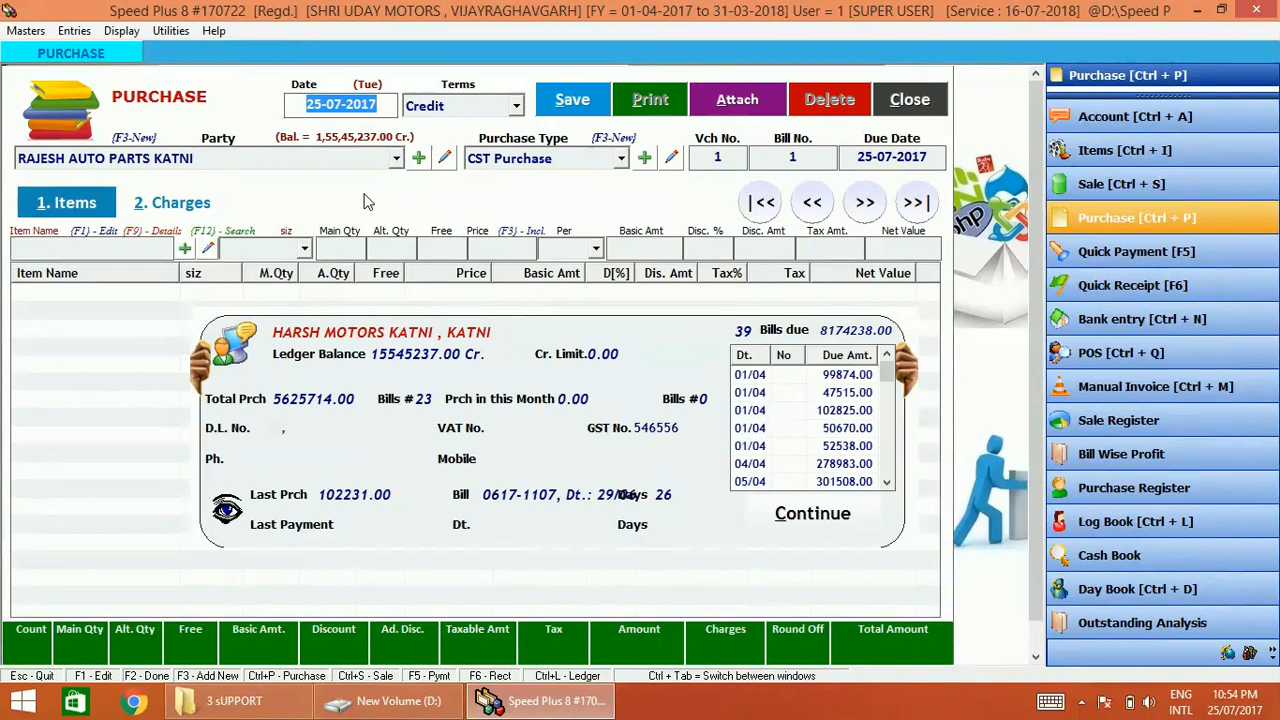 Speed Plus 8 #170722 [Regd.] [SHRI UDAY MOTORS , VIJAYRAGHAVGARH] [FY = 01-04-2017 to 31-03-2018] User = 1 [SUPER USER] [Service : 16-07-2018] @D:\Speed P
Masters Entries Display Utilities Help
PURCHASE
Purchase [Ctrl + P]
PURCHASE
Date (Tue) Terms
25-07-2017 Credit Save Print Attach Delete Close
{F3-New} Party (Bal. = 1,55,45,237.00 Cr.) Purchase Type {F3-New} Vch No. Bill No. Due Date
RAJESH AUTO PARTS KATNI CST Purchase 1 1 25-07-2017
1. Items 2. Charges |<< << >> >>|
Item Name {F1} - Edit {F9} - Details {F12} - Search siz Main Qty Alt. Qty Free Price {F3} - Incl. Per Basic Amt Disc. % Disc. Amt Tax Amt. Net Value
Item Name siz M.Qty A.Qty Free Price Basic Amt D[%] Dis. Amt Tax% Tax Net Value
HARSH MOTORS KATNI , KATNI 39 Bills due 8174238.00
Ledger Balance 15545237.00 Cr. Cr. Limit.0.00 Dt. No Due Amt.
01/04 99874.00
01/04 47515.00
Total Prch 5625714.00 Bills # 23 Prch in this Month 0.00 Bills #0
01/04 102825.00
D.L. No. , VAT No. GST No. 546556 01/04 50670.00
01/04 52538.00
Ph. Mobile 04/04 278983.00
05/04 301508.00
Last Prch 102231.00 Bill 0617-1107, Dt.: 29/06 Days 26
Last Payment Dt. Days
Continue
Count Main Qty Alt. Qty Free Basic Amt. Discount Ad. Disc. Taxable Amt Tax Amount Charges Round Off Total Amount
Esc - Quit F1 - Edit F2 - Done F3 - Add New Ctrl+P - Purchase Ctrl+S - Sale F5 - Pymt F6 - Rect Ctrl+L - Ledger Ctrl + Tab = Switch between windows
Account [Ctrl + A]
Items [Ctrl + I]
Sale [Ctrl + S]
Purchase [Ctrl + P]
Quick Payment [F5]
Quick Receipt [F6]
Bank entry [Ctrl + N]
POS [Ctrl + Q]
Manual Invoice [Ctrl + M]
Sale Register
Bill Wise Profit
Purchase Register
Log Book [Ctrl + L]
Cash Book
Day Book [Ctrl + D]
Outstanding Analysis
php
3 sUPPORT New Volume (D:) Speed Plus 8 #170... ENG INTL 10:54 PM 25/07/2017